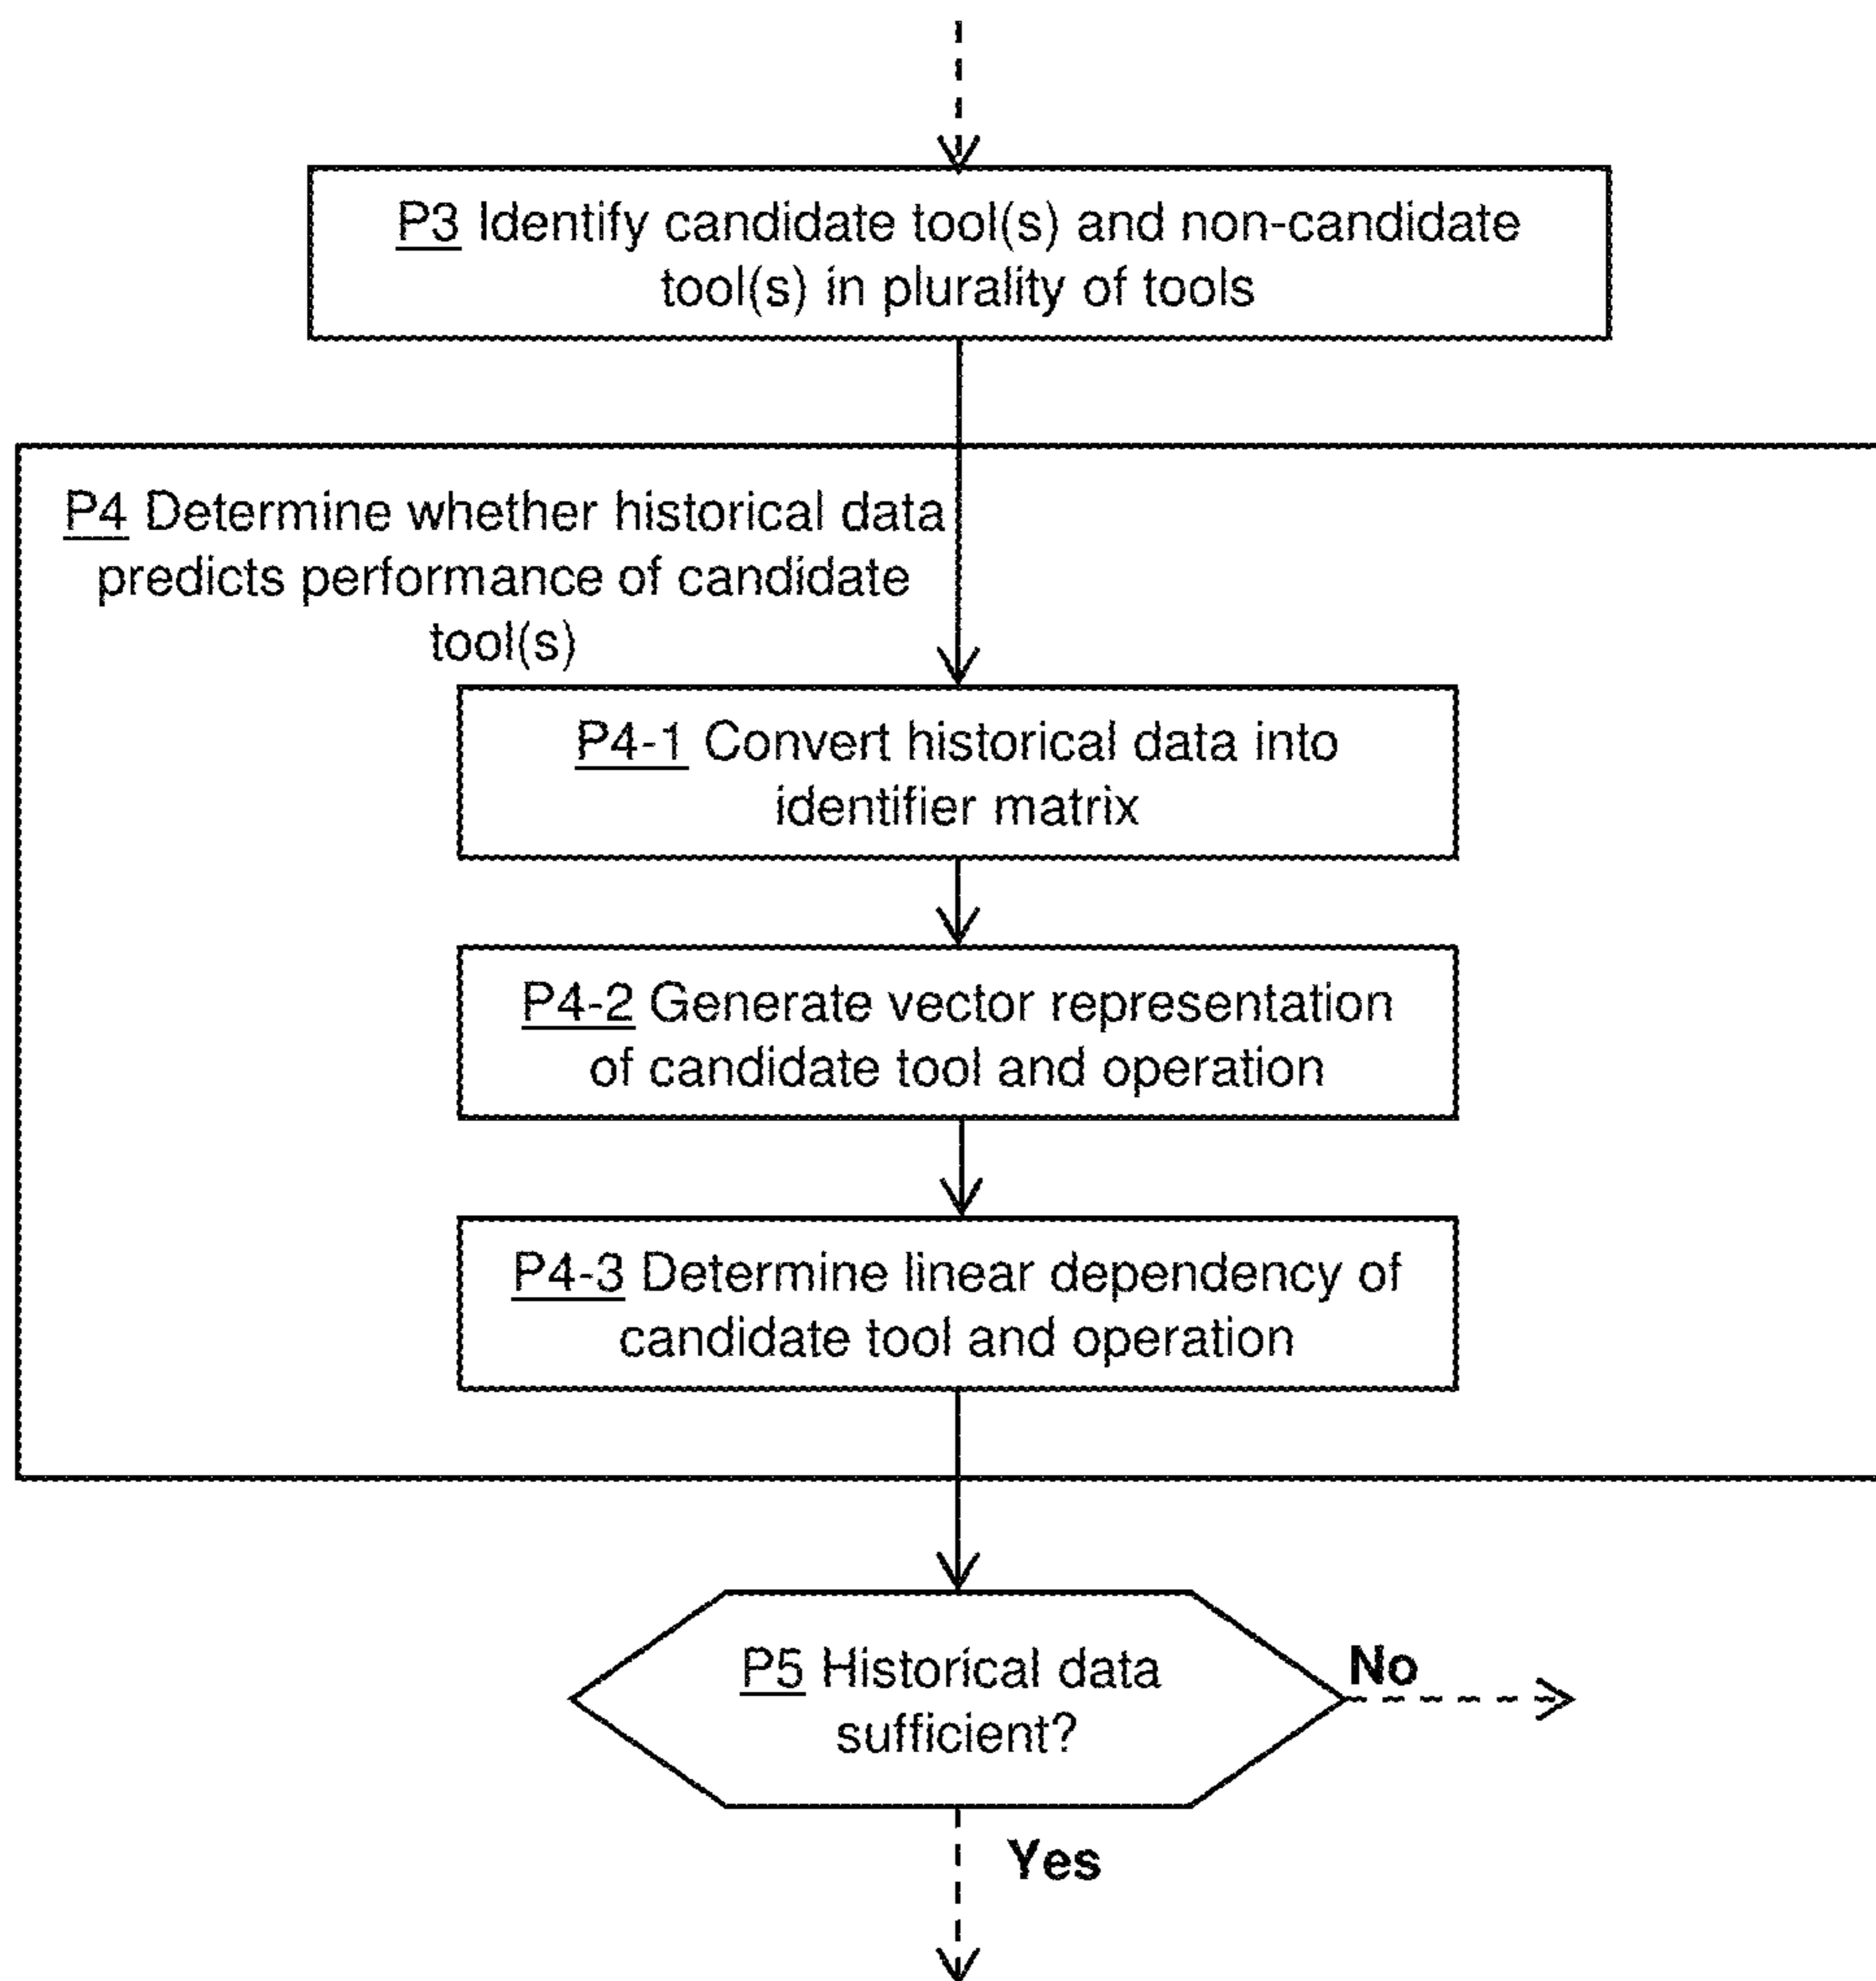 P3 Identify candidate tool(s) and non-candidate
tool(s) in plurality of tools
P4 Determine whether historical data
predicts performance of candidate
tool(s)
P4-1 Convert historical data into
identifier matrix
P4-2 Generate vector representation
of candidate tool and operation
P4-3 Determine linear dependency of
candidate tool and operation
P5 Historical data
sufficient?
No
Yes